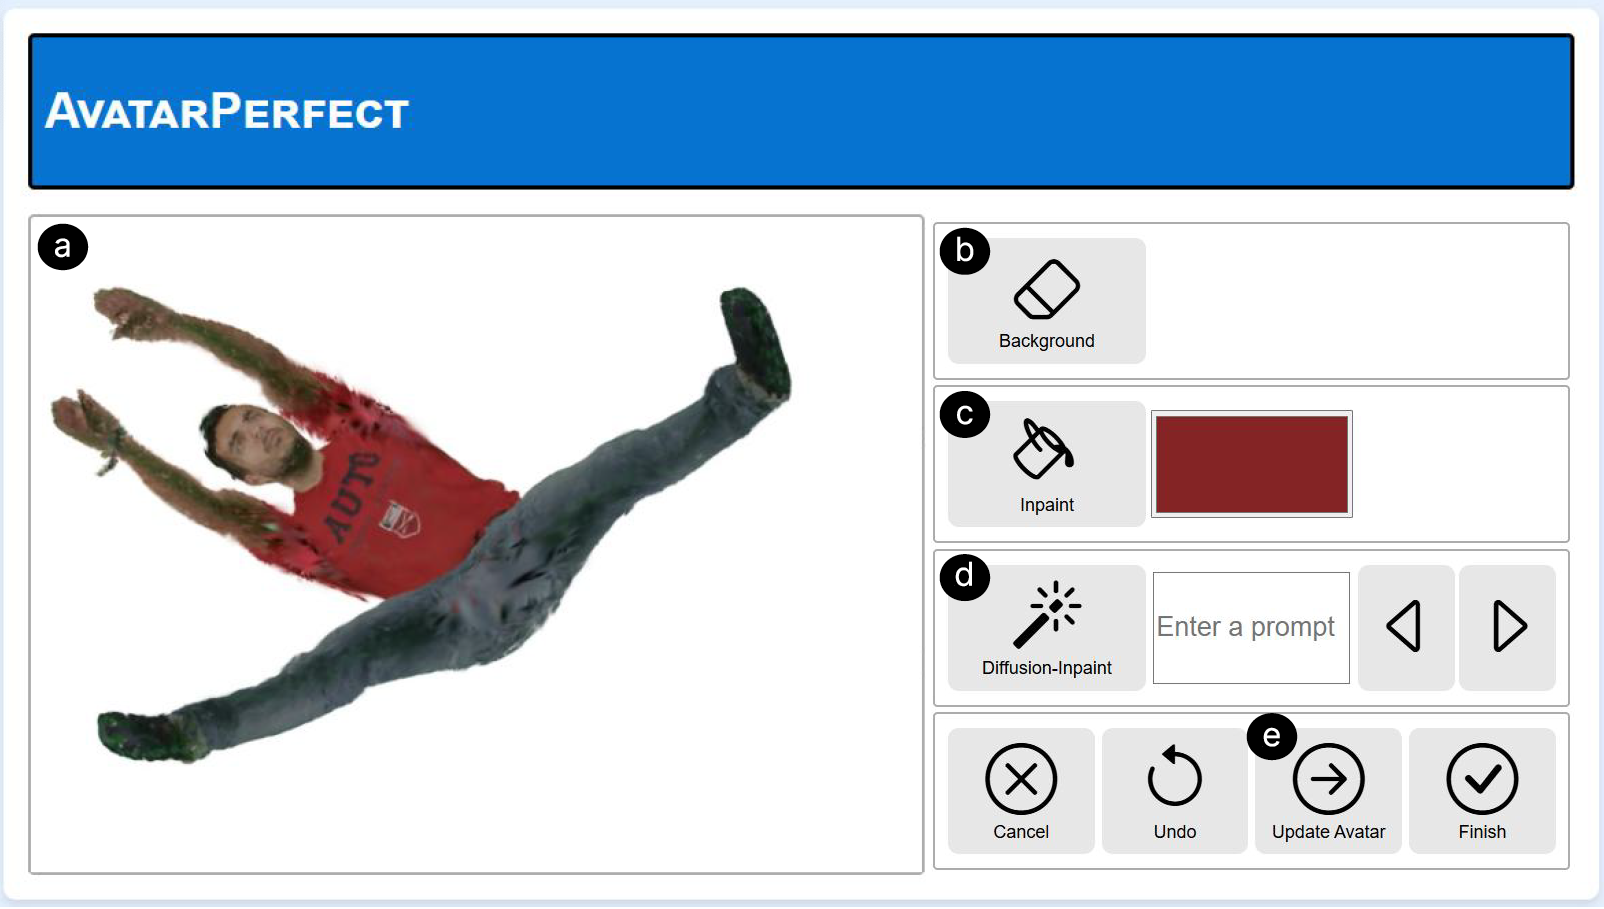 AVATARPERFECT
a
AUTO
b
Background
c
Inpaint
d
Diffusion-Inpaint
Enter a prompt
e
Cancel
Undo
Update Avatar
Finish